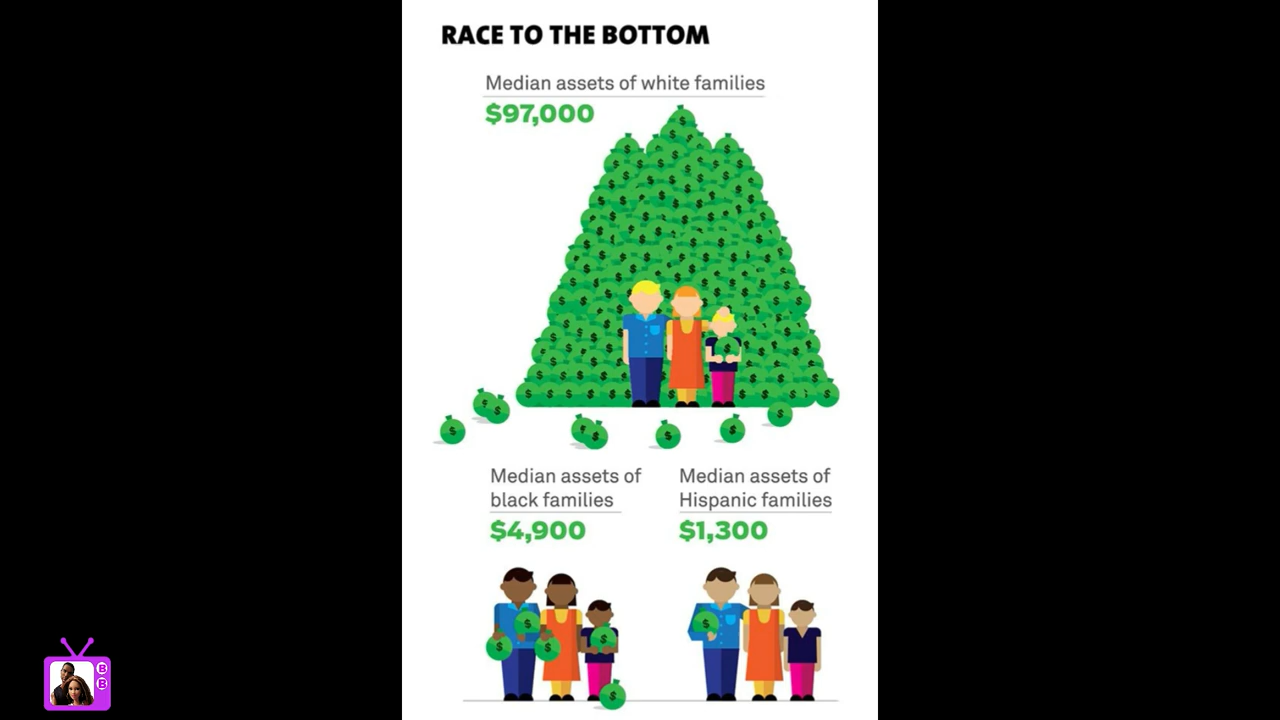 RACE TO THE BOTTOM
Median assets of white families
$97,000
Median assets of
black families
$4,900
Median assets of
Hispanic families
$1,300
B
B